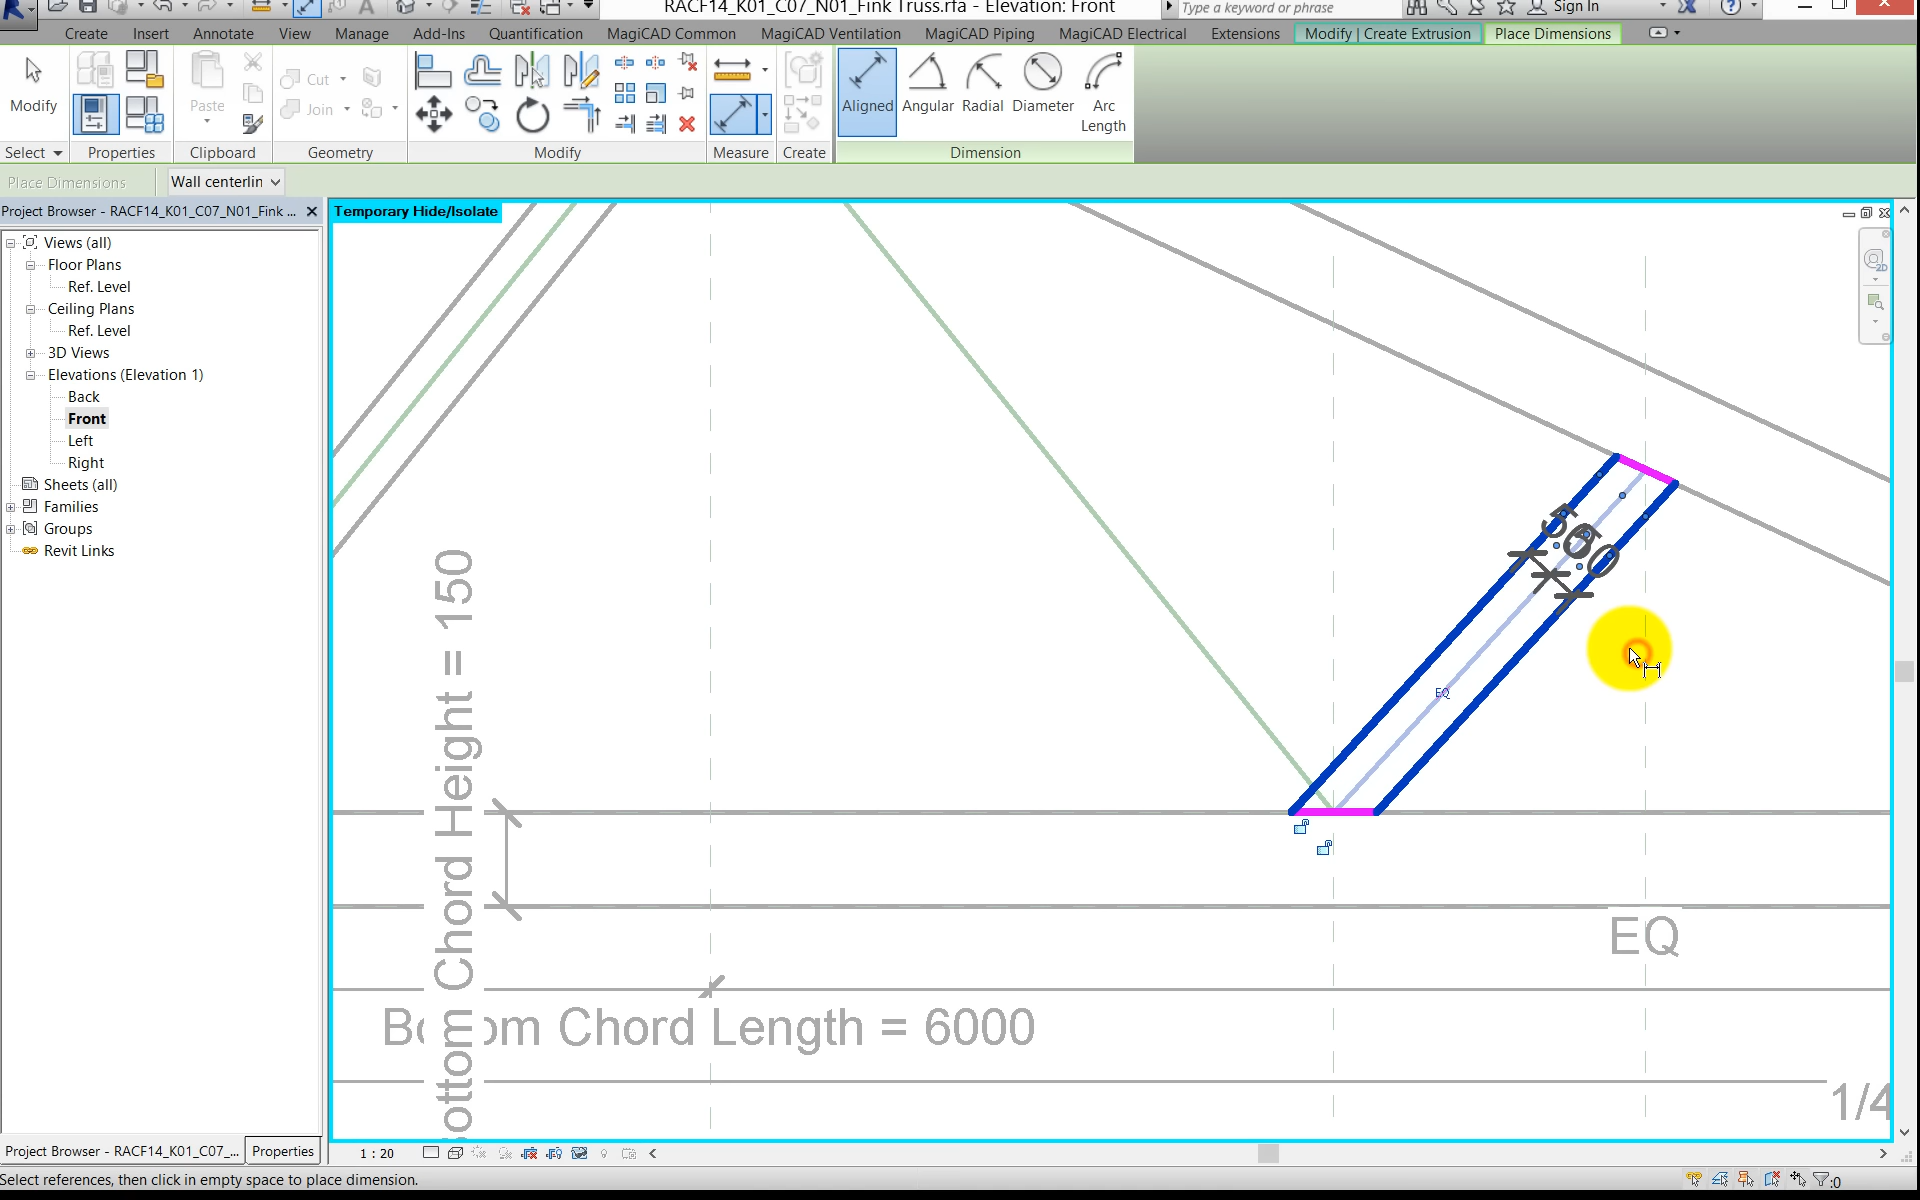 RACF14_K01_C07_N01_Fink Truss.rfa - Elevation: Front
Type a keyword or phrase
Sign In
Create Insert Annotate View Manage Add-Ins Quantification MagiCAD Common MagiCAD Ventilation MagiCAD Piping MagiCAD Electrical Extensions Modify | Create Extrusion Place Dimensions
Modify
Paste
Cut
Join
Aligned Angular Radial Diameter Arc Length
Select Properties Clipboard Geometry Modify Measure Create Dimension
Place Dimensions
Wall centerlin
Project Browser - RACF14_K01_C07_N01_Fink ...
Temporary Hide/Isolate
Views (all)
Floor Plans
Ref. Level
Ceiling Plans
Ref. Level
3D Views
Elevations (Elevation 1)
Back
Front
Left
Right
Sheets (all)
Families
Groups
Revit Links
2D
EQ
EQ
ottom Chord Height = 150
Bottom Chord Length = 6000
1/4
Project Browser - RACF14_K01_C07_...
Properties
1 : 20
Select references, then click in empty space to place dimension.
:0